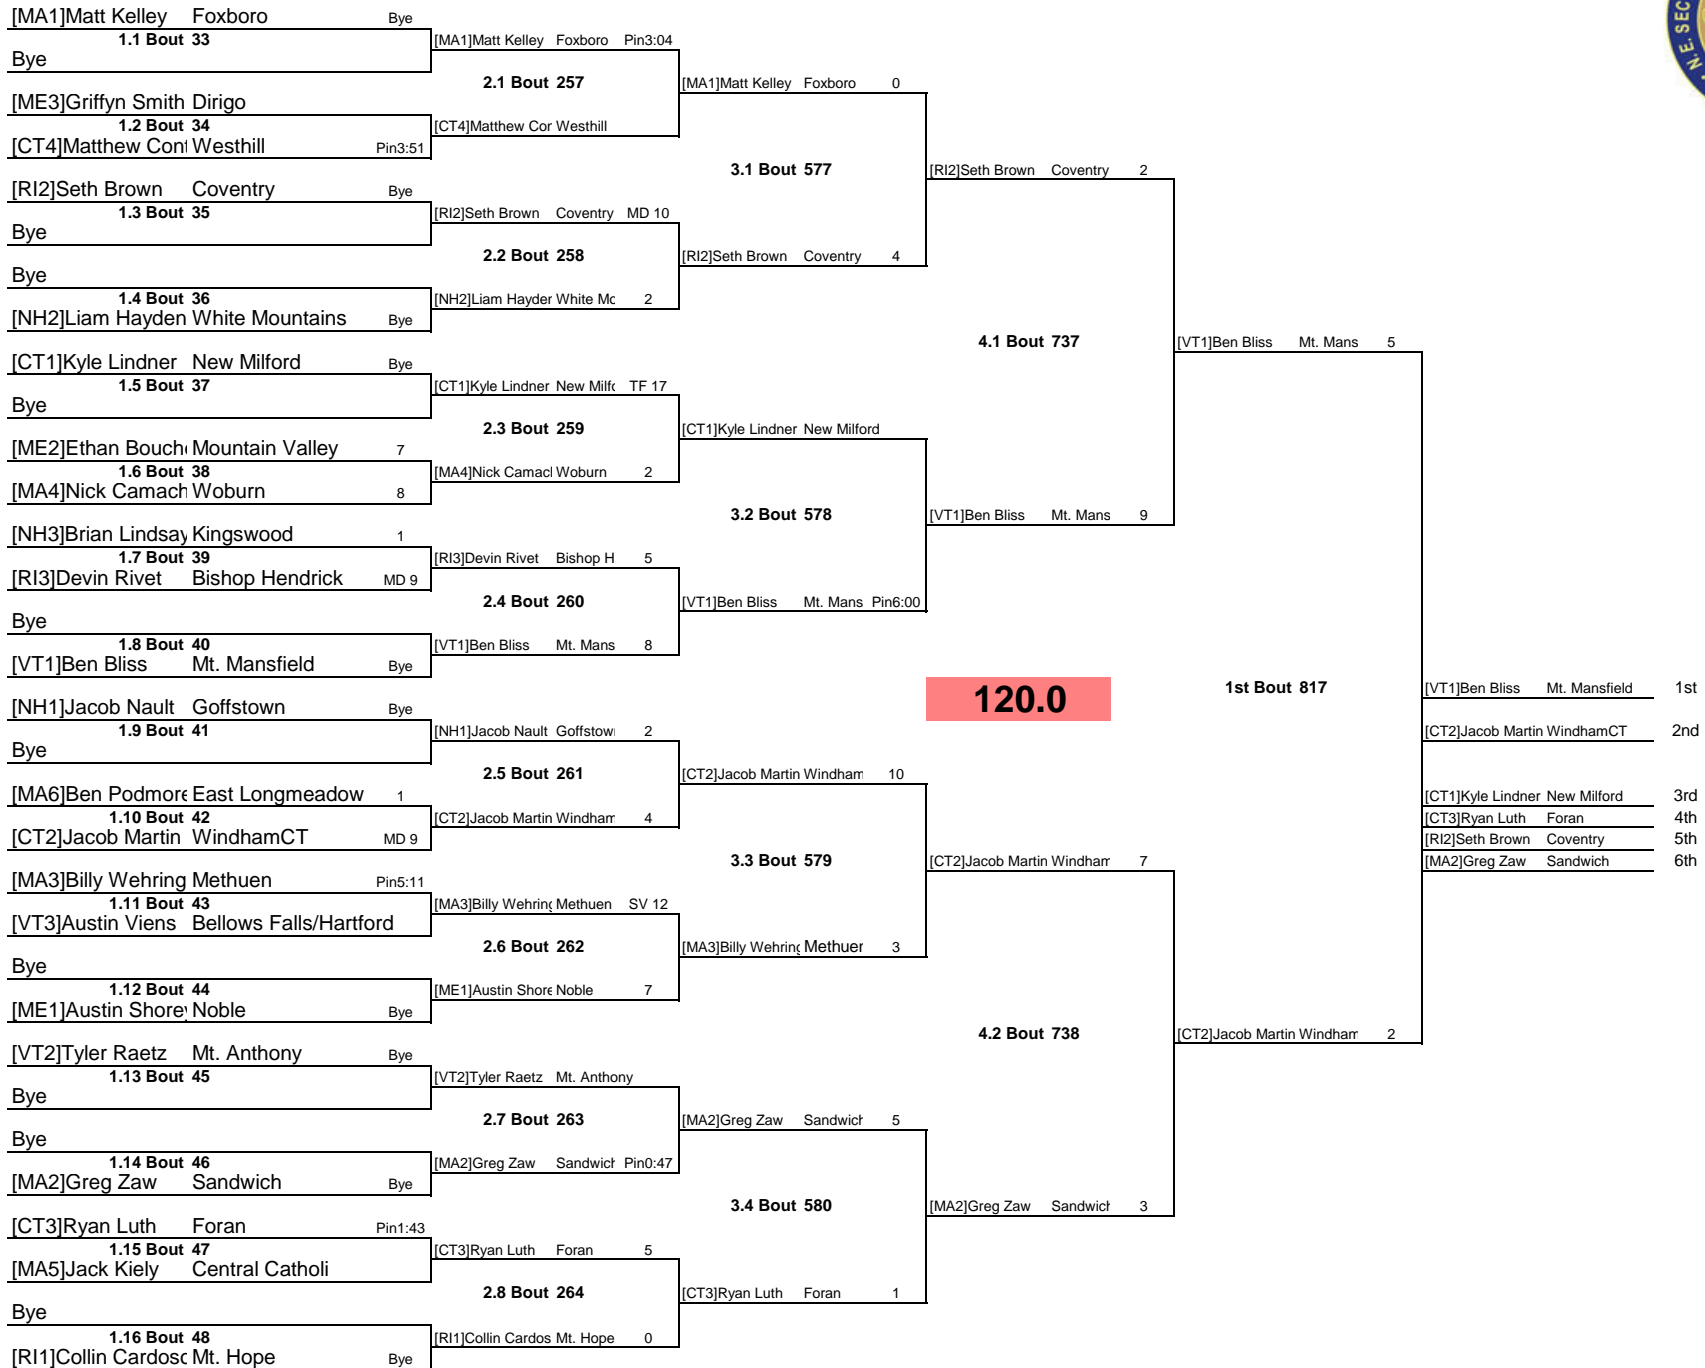 N.E. SEC
[MA1]Matt Kelley Foxboro Bye
1.1 Bout 33
Bye
[ME3]Griffyn Smith Dirigo
1.2 Bout 34
[CT4]Matthew Cont Westhill Pin3:51
[RI2]Seth Brown Coventry Bye
1.3 Bout 35
Bye
Bye
1.4 Bout 36
[NH2]Liam Hayden White Mountains Bye
[CT1]Kyle Lindner New Milford Bye
1.5 Bout 37
Bye
[ME2]Ethan Bouch Mountain Valley 7
1.6 Bout 38
[MA4]Nick Camach Woburn 8
[NH3]Brian Lindsay Kingswood 1
1.7 Bout 39
[RI3]Devin Rivet Bishop Hendrick MD 9
Bye
1.8 Bout 40
[VT1]Ben Bliss Mt. Mansfield Bye
[NH1]Jacob Nault Goffstown Bye
1.9 Bout 41
Bye
[MA6]Ben Podmore East Longmeadow 1
1.10 Bout 42
[CT2]Jacob Martin WindhamCT MD 9
[MA3]Billy Wehring Methuen Pin5:11
1.11 Bout 43
[VT3]Austin Viens Bellows Falls/Hartford
Bye
1.12 Bout 44
[ME1]Austin Shorey Noble Bye
[VT2]Tyler Raetz Mt. Anthony Bye
1.13 Bout 45
Bye
Bye
1.14 Bout 46
[MA2]Greg Zaw Sandwich Bye
[CT3]Ryan Luth Foran Pin1:43
1.15 Bout 47
[MA5]Jack Kiely Central Catholi
Bye
1.16 Bout 48
[RI1]Collin Cardoso Mt. Hope Bye
[MA1]Matt Kelley Foxboro Pin3:04
2.1 Bout 257
[CT4]Matthew Cor Westhill
[RI2]Seth Brown Coventry MD 10
2.2 Bout 258
[NH2]Liam Hayder White Mc 2
[CT1]Kyle Lindner New Milfc TF 17
2.3 Bout 259
[MA4]Nick Camacl Woburn 2
[RI3]Devin Rivet Bishop H 5
2.4 Bout 260
[VT1]Ben Bliss Mt. Mans 8
[NH1]Jacob Nault Goffstow 2
2.5 Bout 261
[CT2]Jacob Martin Windham 4
[MA3]Billy Wehring Methuen SV 12
2.6 Bout 262
[ME1]Austin Shore Noble 7
[VT2]Tyler Raetz Mt. Anthony
2.7 Bout 263
[MA2]Greg Zaw Sandwich Pin0:47
[CT3]Ryan Luth Foran 5
2.8 Bout 264
[RI1]Collin Cardos Mt. Hope 0
[MA1]Matt Kelley Foxboro 0
3.1 Bout 577
[RI2]Seth Brown Coventry 4
[CT1]Kyle Lindner New Milford
3.2 Bout 578
[VT1]Ben Bliss Mt. Mans Pin6:00
[CT2]Jacob Martin Windham 10
3.3 Bout 579
[MA3]Billy Wehring Methuer 3
[MA2]Greg Zaw Sandwich 5
3.4 Bout 580
[CT3]Ryan Luth Foran 1
[RI2]Seth Brown Coventry 2
4.1 Bout 737
[VT1]Ben Bliss Mt. Mans 9
120.0
[CT2]Jacob Martin Windham 7
4.2 Bout 738
[MA2]Greg Zaw Sandwich 3
[VT1]Ben Bliss Mt. Mans 5
1st Bout 817
[CT2]Jacob Martin Windham 2
[VT1]Ben Bliss Mt. Mansfield 1st
[CT2]Jacob Martin WindhamCT 2nd
[CT1]Kyle Lindner New Milford 3rd
[CT3]Ryan Luth Foran 4th
[RI2]Seth Brown Coventry 5th
[MA2]Greg Zaw Sandwich 6th